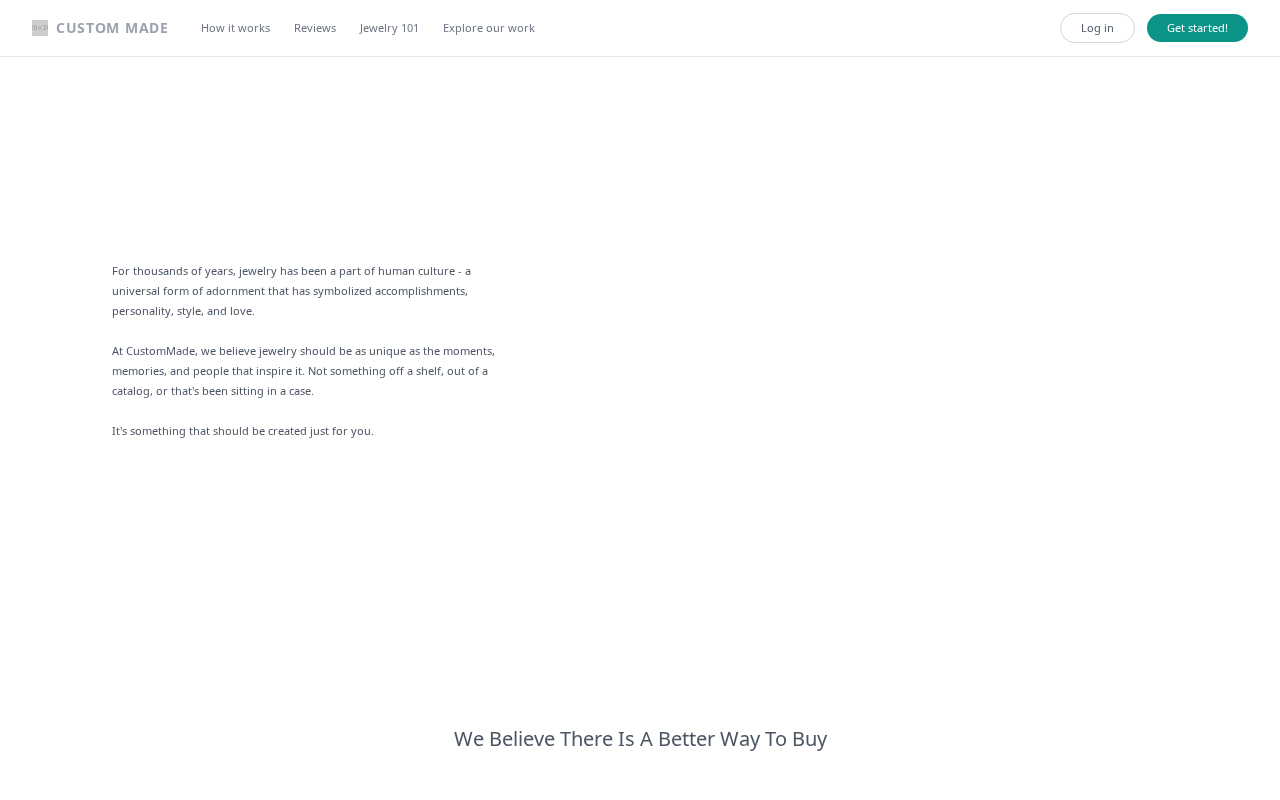 CUSTOM MADE
How it works
Reviews
Jewelry 101
Explore our work
Log in
Get started!
For thousands of years, jewelry has been a part of human culture - a
universal form of adornment that has symbolized accomplishments,
personality, style, and love.
At CustomMade, we believe jewelry should be as unique as the moments,
memories, and people that inspire it. Not something off a shelf, out of a
catalog, or that's been sitting in a case.
It's something that should be created just for you.
We Believe There Is A Better Way To Buy